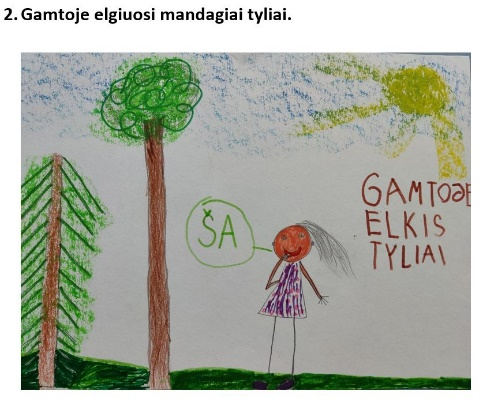 2. Gamtoje elgiuosi mandagiai tyliai.
ŠA
GAMTOJE
ELKIS
TYLIAI